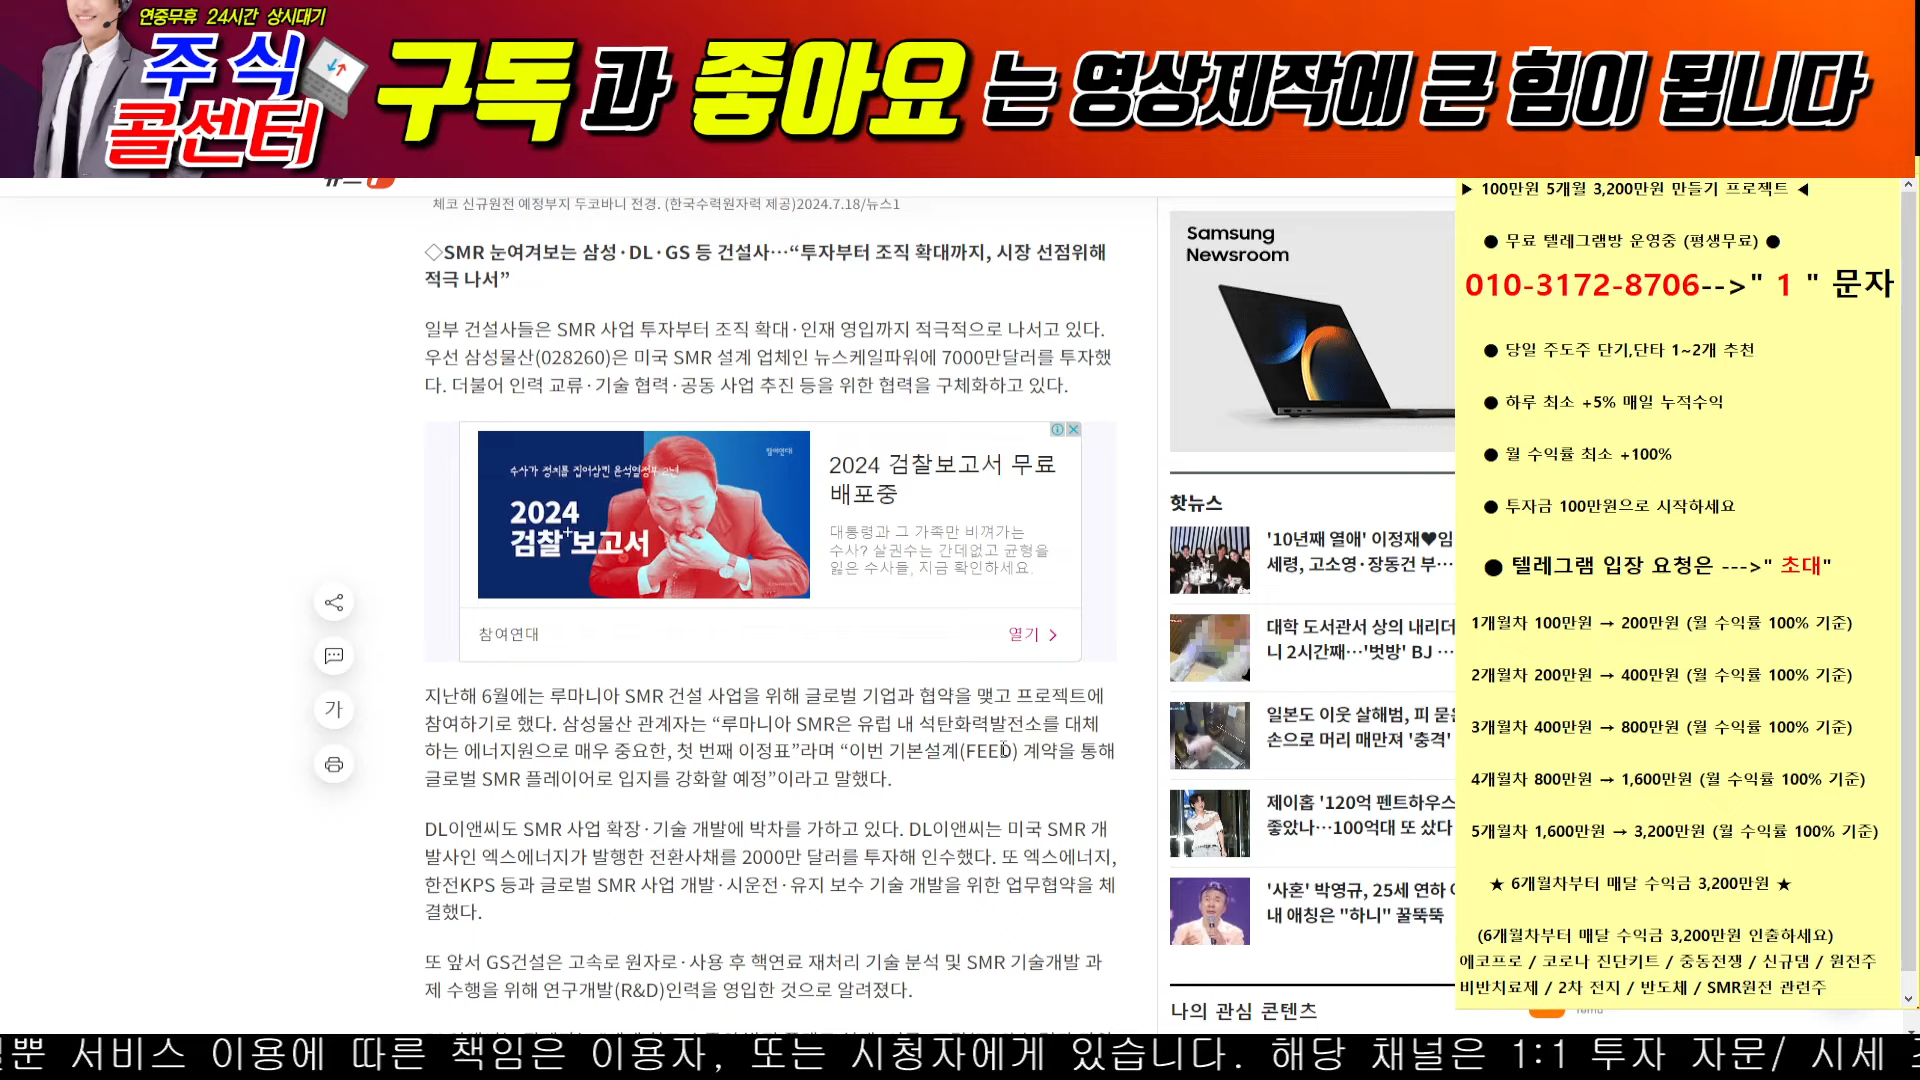 연중무휴 24시간 상시대기
주식
콜센터
구독과 좋아요는 영상제작에 큰 힘이 됩니다
체코 신규원전 예정부지 두코바니 전경. (한국수력원자력 제공)2024.7.18/뉴스1
◇SMR 눈여겨보는 삼성·DL·GS 등 건설사…“투자부터 조직 확대까지, 시장 선점위해
적극 나서”
일부 건설사들은 SMR 사업 투자부터 조직 확대·인재 영입까지 적극적으로 나서고 있다.
우선 삼성물산(028260)은 미국 SMR 설계 업체인 뉴스케일파워에 7000만달러를 투자했
다. 더불어 인력 교류·기술 협력·공동 사업 추진 등을 위한 협력을 구체화하고 있다.
참여연대
수사가 정치를 집어삼킨 윤석열정부 2년
2024
검찰+보고서
2024 검찰보고서 무료
배포중
대통령과 그 가족만 비껴가는
수사? 살권수는 간데없고 균형을
잃은 수사들, 지금 확인하세요.
참여연대
열기
지난해 6월에는 루마니아 SMR 건설 사업을 위해 글로벌 기업과 협약을 맺고 프로젝트에
참여하기로 했다. 삼성물산 관계자는 “루마니아 SMR은 유럽 내 석탄화력발전소를 대체
하는 에너지원으로 매우 중요한, 첫 번째 이정표”라며 “이번 기본설계(FEED) 계약을 통해
글로벌 SMR 플레이어로 입지를 강화할 예정”이라고 말했다.
DL이앤씨도 SMR 사업 확장·기술 개발에 박차를 가하고 있다. DL이앤씨는 미국 SMR 개
발사인 엑스에너지가 발행한 전환사채를 2000만 달러를 투자해 인수했다. 또 엑스에너지,
한전KPS 등과 글로벌 SMR 사업 개발·시운전·유지 보수 기술 개발을 위한 업무협약을 체
결했다.
또 앞서 GS건설은 고속로 원자로·사용 후 핵연료 재처리 기술 분석 및 SMR 기술개발 과
제 수행을 위해 연구개발(R&D)인력을 영입한 것으로 알려졌다.
가
Samsung
Newsroom
핫뉴스
'10년째 열애' 이정재♥임
세령, 고소영·장동건 부…
대학 도서관서 상의 내리더
니 2시간째…'벗방' BJ …
일본도 이웃 살해범, 피 묻은
손으로 머리 매만져 '충격'
제이홉 '120억 펜트하우스
좋았나…100억대 또 샀다
'사혼' 박영규, 25세 연하
내 애칭은 "하니" 꿀뚝뚝
나의 관심 콘텐츠
Temu
▶ 100만원 5개월 3,200만원 만들기 프로젝트 ◀
● 무료 텔레그램방 운영중 (평생무료) ●
010-3172-8706-->" 1 " 문자
● 당일 주도주 단기,단타 1~2개 추천
● 하루 최소 +5% 매일 누적수익
● 월 수익률 최소 +100%
● 투자금 100만원으로 시작하세요
● 텔레그램 입장 요청은 --->" 초대"
1개월차 100만원 → 200만원 (월 수익률 100% 기준)
2개월차 200만원 → 400만원 (월 수익률 100% 기준)
3개월차 400만원 → 800만원 (월 수익률 100% 기준)
4개월차 800만원 → 1,600만원 (월 수익률 100% 기준)
5개월차 1,600만원 → 3,200만원 (월 수익률 100% 기준)
★ 6개월차부터 매달 수익금 3,200만원 ★
(6개월차부터 매달 수익금 3,200만원 인출하세요)
에코프로 / 코로나 진단키트 / 중동전쟁 / 신규댐 / 원전주
비반치료제 / 2차 전지 / 반도체 / SMR원전 관련주
일뿐 서비스 이용에 따른 책임은 이용자, 또는 시청자에게 있습니다. 해당 채널은 1:1 투자 자문/ 시세